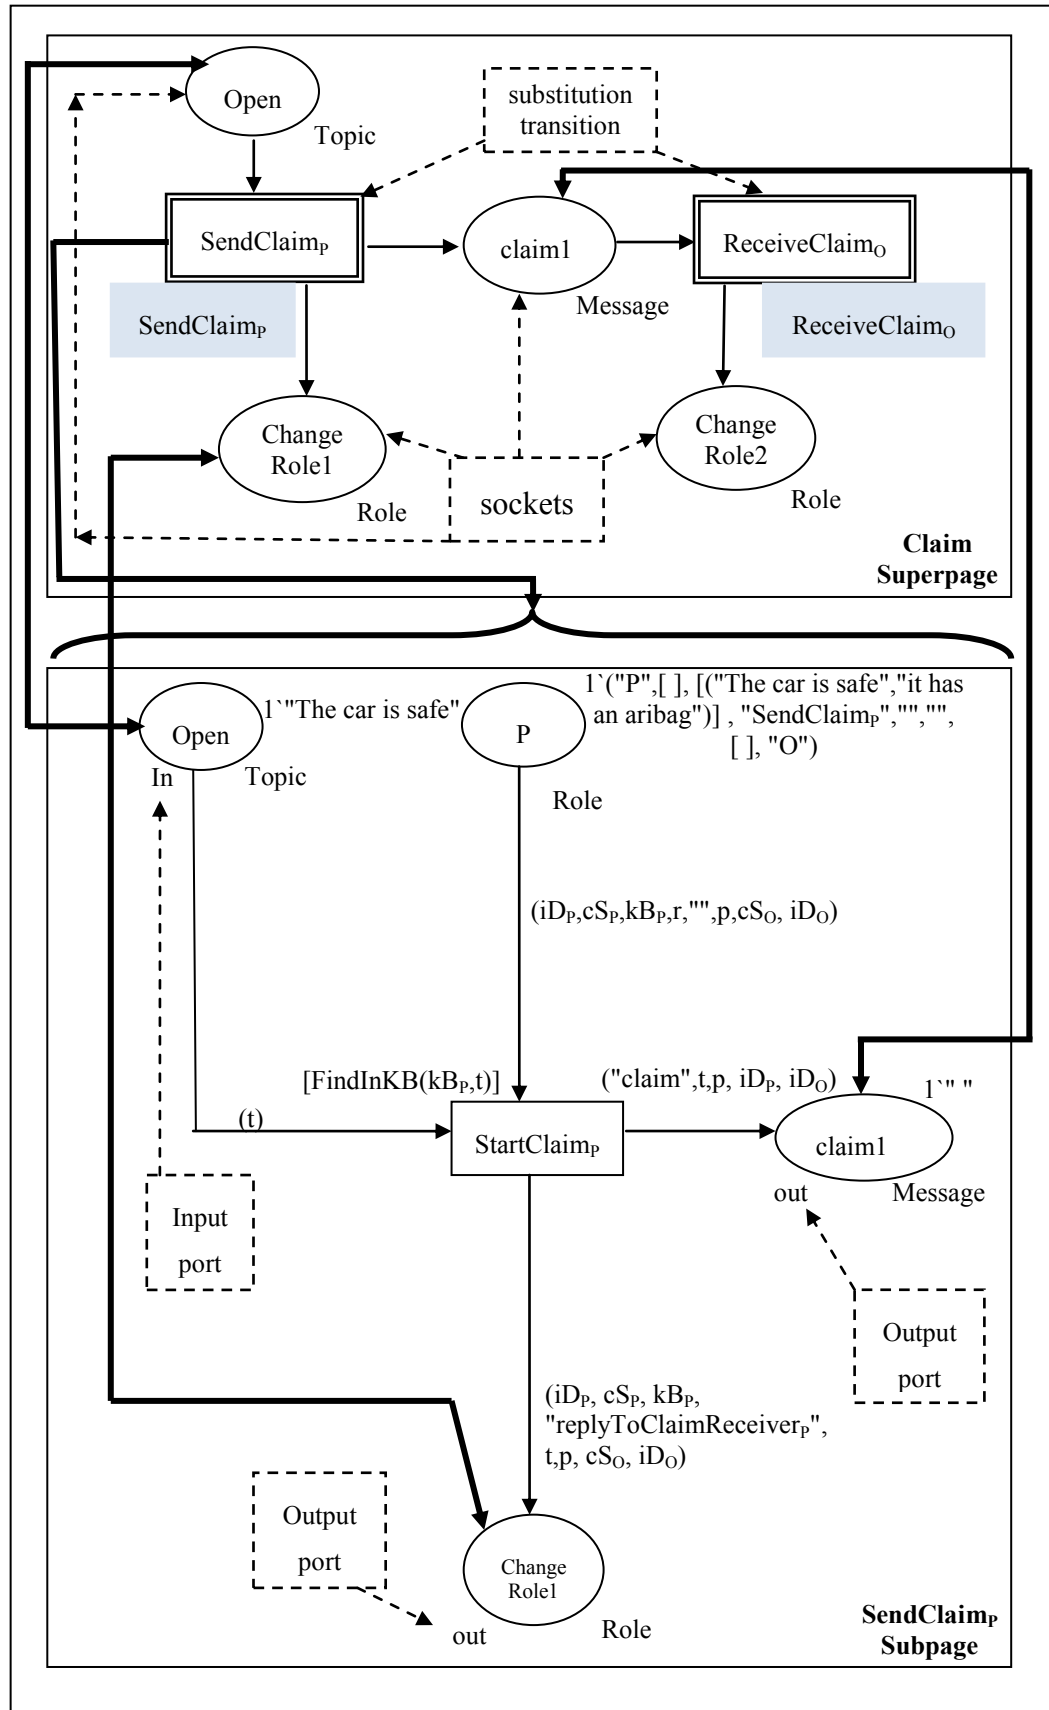 Open
Topic
substitution
transition
SendClaimP
claim1
Message
ReceiveClaimO
SendClaimP
ReceiveClaimO
Change
Role1
Role
sockets
Change
Role2
Role
Claim
Superpage
Open
In
Topic
1`"The car is safe"
P
Role
1`("P",[ ], [("The car is safe","it has
an aribag")] , "SendClaimP","","",
[ ], "O")
(iDP,cSP,kBP,r,"",p,cSO, iDO)
[FindInKB(kBP,t)]
("claim",t,p, iDP, iDO)
1`" "
(t)
StartClaimP
claim1
out
Message
Input
port
Output
port
(iDP, cSP, kBP,
"replyToClaimReceiverP",
t,p, cSO, iDO)
Output
port
Change
Role1
out
Role
SendClaimP
Subpage